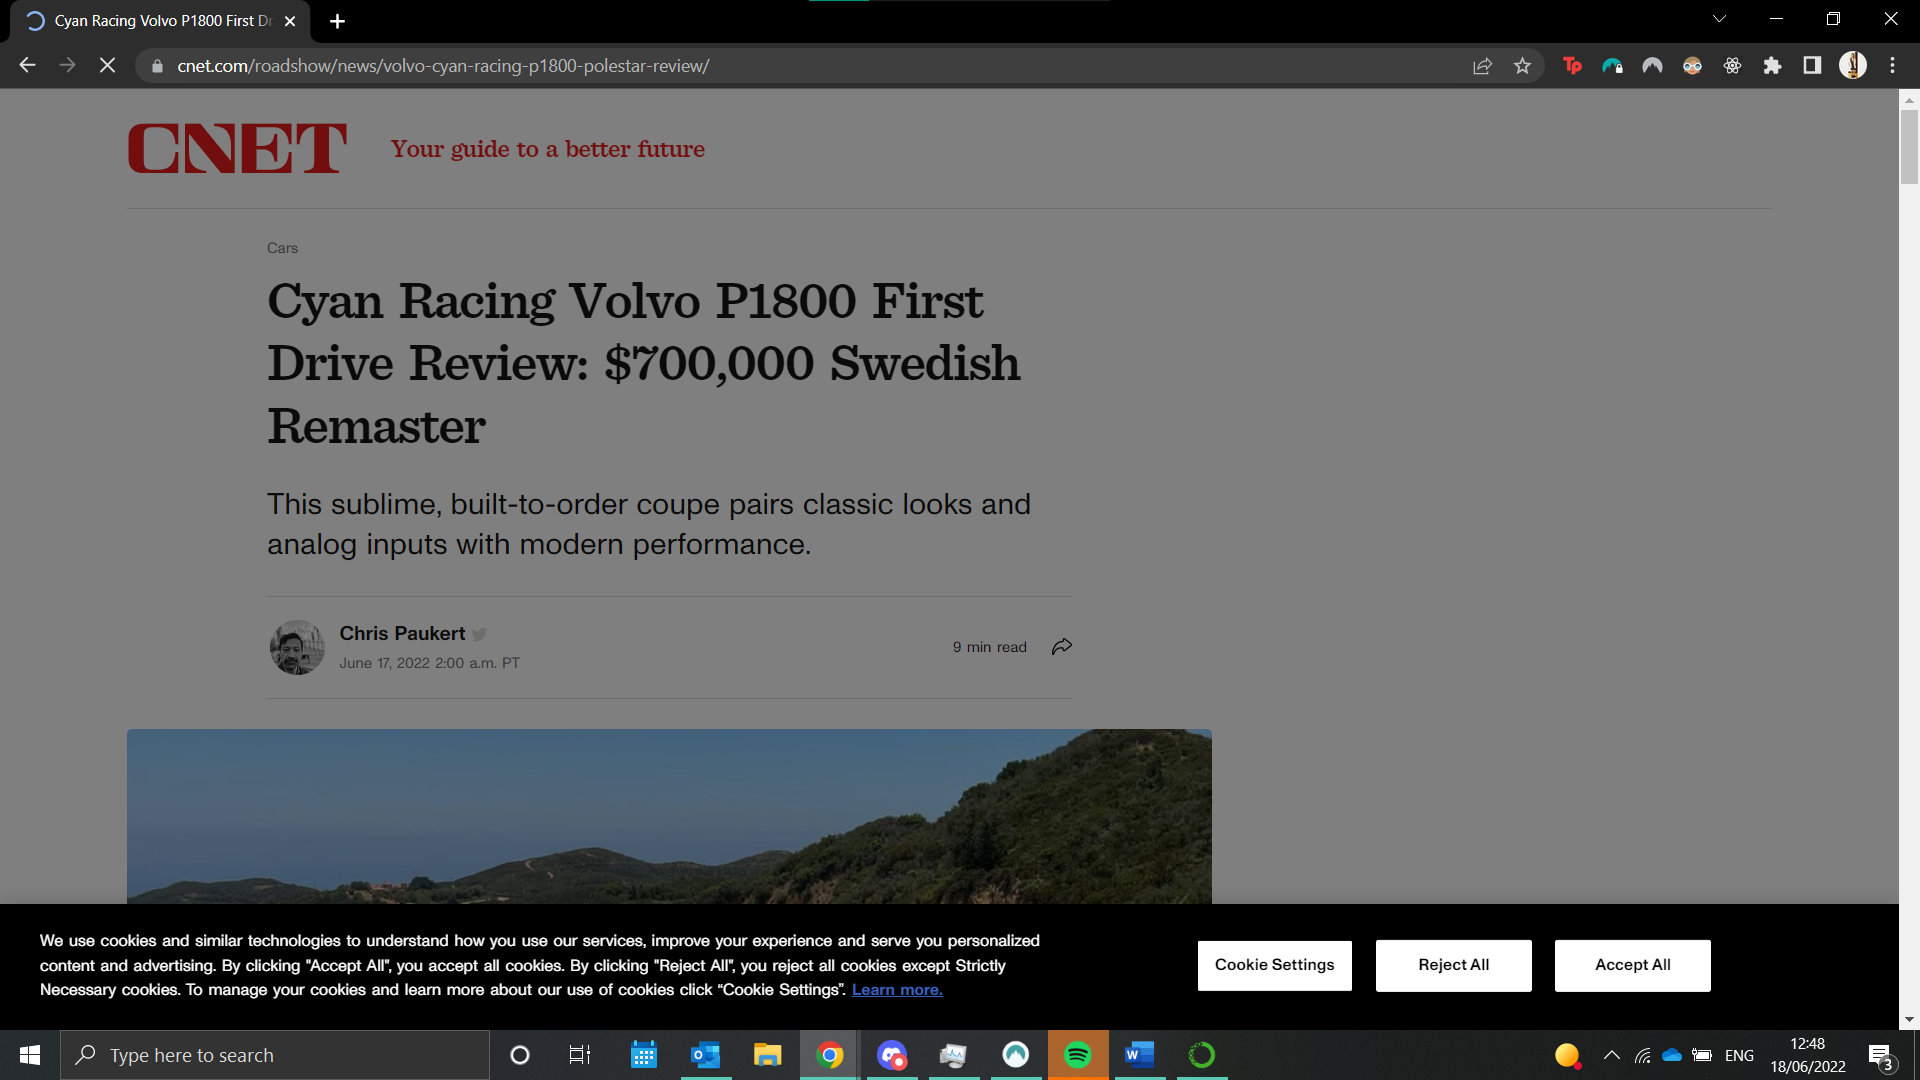 Cyan Racing Volvo P1800 First Dr
cnet.com/roadshow/news/volvo-cyan-racing-p1800-polestar-review/
Tp
CNET
Your guide to a better future
Cars
Cyan Racing Volvo P1800 First
Drive Review: $700,000 Swedish
Remaster
This sublime, built-to-order coupe pairs classic looks and
analog inputs with modern performance.
Chris Paukert
June 17, 2022 2:00 a.m. PT
9 min read
We use cookies and similar technologies to understand how you use our services, improve your experience and serve you personalized
content and advertising. By clicking "Accept All", you accept all cookies. By clicking "Reject All", you reject all cookies except Strictly
Necessary cookies. To manage your cookies and learn more about our use of cookies click “Cookie Settings”. Learn more.
Cookie Settings
Reject All
Accept All
Type here to search
ENG
12:48
18/06/2022
3